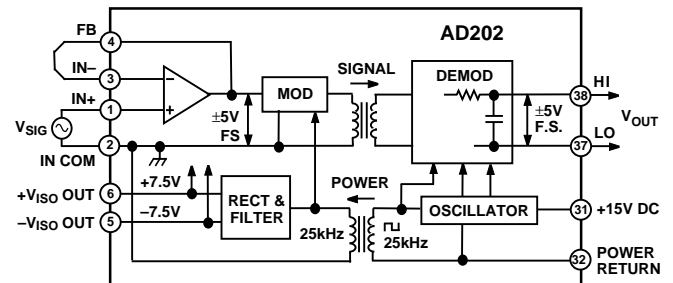 AD202
FB
4
IN–
3
IN+
1
VSIG
2
IN COM
+VISO OUT
6
–VISO OUT
5
–
+
±5V
FS
MOD
SIGNAL
DEMOD
±5V
F.S.
HI
38
VOUT
LO
37
+7.5V
–7.5V
RECT &
FILTER
POWER
25kHz
25kHz
OSCILLATOR
31
+15V DC
32
POWER
RETURN